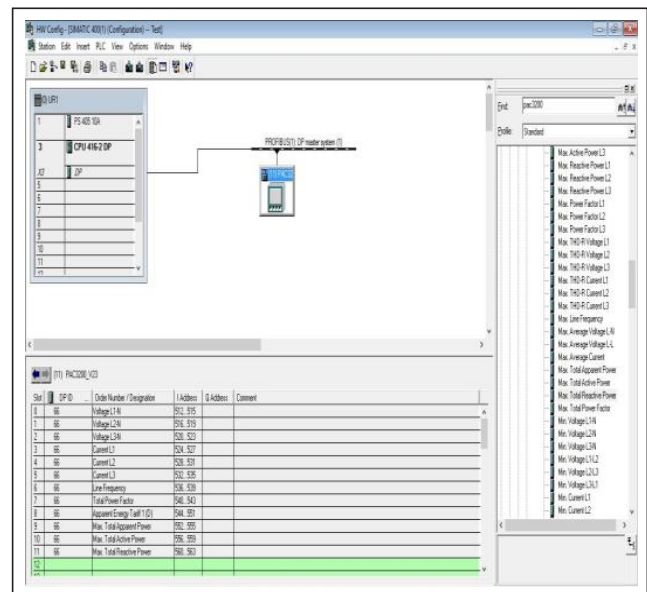 HW Config - [SIMATIC 400(1) (Configuration) -- Test]
Station Edit Insert PLC View Options Window Help
(0) UR1
1 PS 405 10A
3 CPU 416-2 DP
X2 DP
5
6
7
8
9
10
11
PROFIBUS(1): DP master system (1)
(11) PAC32
Find: pac3200
Profile: Standard
Max. Active Power L3
Max. Reactive Power L1
Max. Reactive Power L2
Max. Reactive Power L3
Max. Power Factor L1
Max. Power Factor L2
Max. Power Factor L3
Max. THD-R Voltage L1
Max. THD-R Voltage L2
Max. THD-R Voltage L3
Max. THD-R Current L1
Max. THD-R Current L2
Max. THD-R Current L3
Max. Line Frequency
Max. Average Voltage L-N
Max. Average Voltage L-L
Max. Average Current
Max. Total Apparent Power
Max. Total Active Power
Max. Total Reactive Power
Max. Total Power Factor
Min. Voltage L1-N
Min. Voltage L2-N
Min. Voltage L3-N
Min. Voltage L1-L2
Min. Voltage L2-L3
Min. Voltage L3-L1
Min. Current L1
Min. Current L2
(11) PAC3200_V23
Slot DP ID ... Order Number / Designation I Address Q Address Comment
0 66 Voltage L1-N 512...515
1 66 Voltage L2-N 516...519
2 66 Voltage L3-N 520...523
3 66 Current L1 524...527
4 66 Current L2 528...531
5 66 Current L3 532...535
6 66 Line Frequency 536...539
7 66 Total Power Factor 540...543
8 66 Apparent Energy Tariff 1 (D) 544...551
9 66 Max. Total Apparent Power 552...555
10 66 Max. Total Active Power 556...559
11 66 Max. Total Reactive Power 560...563
12